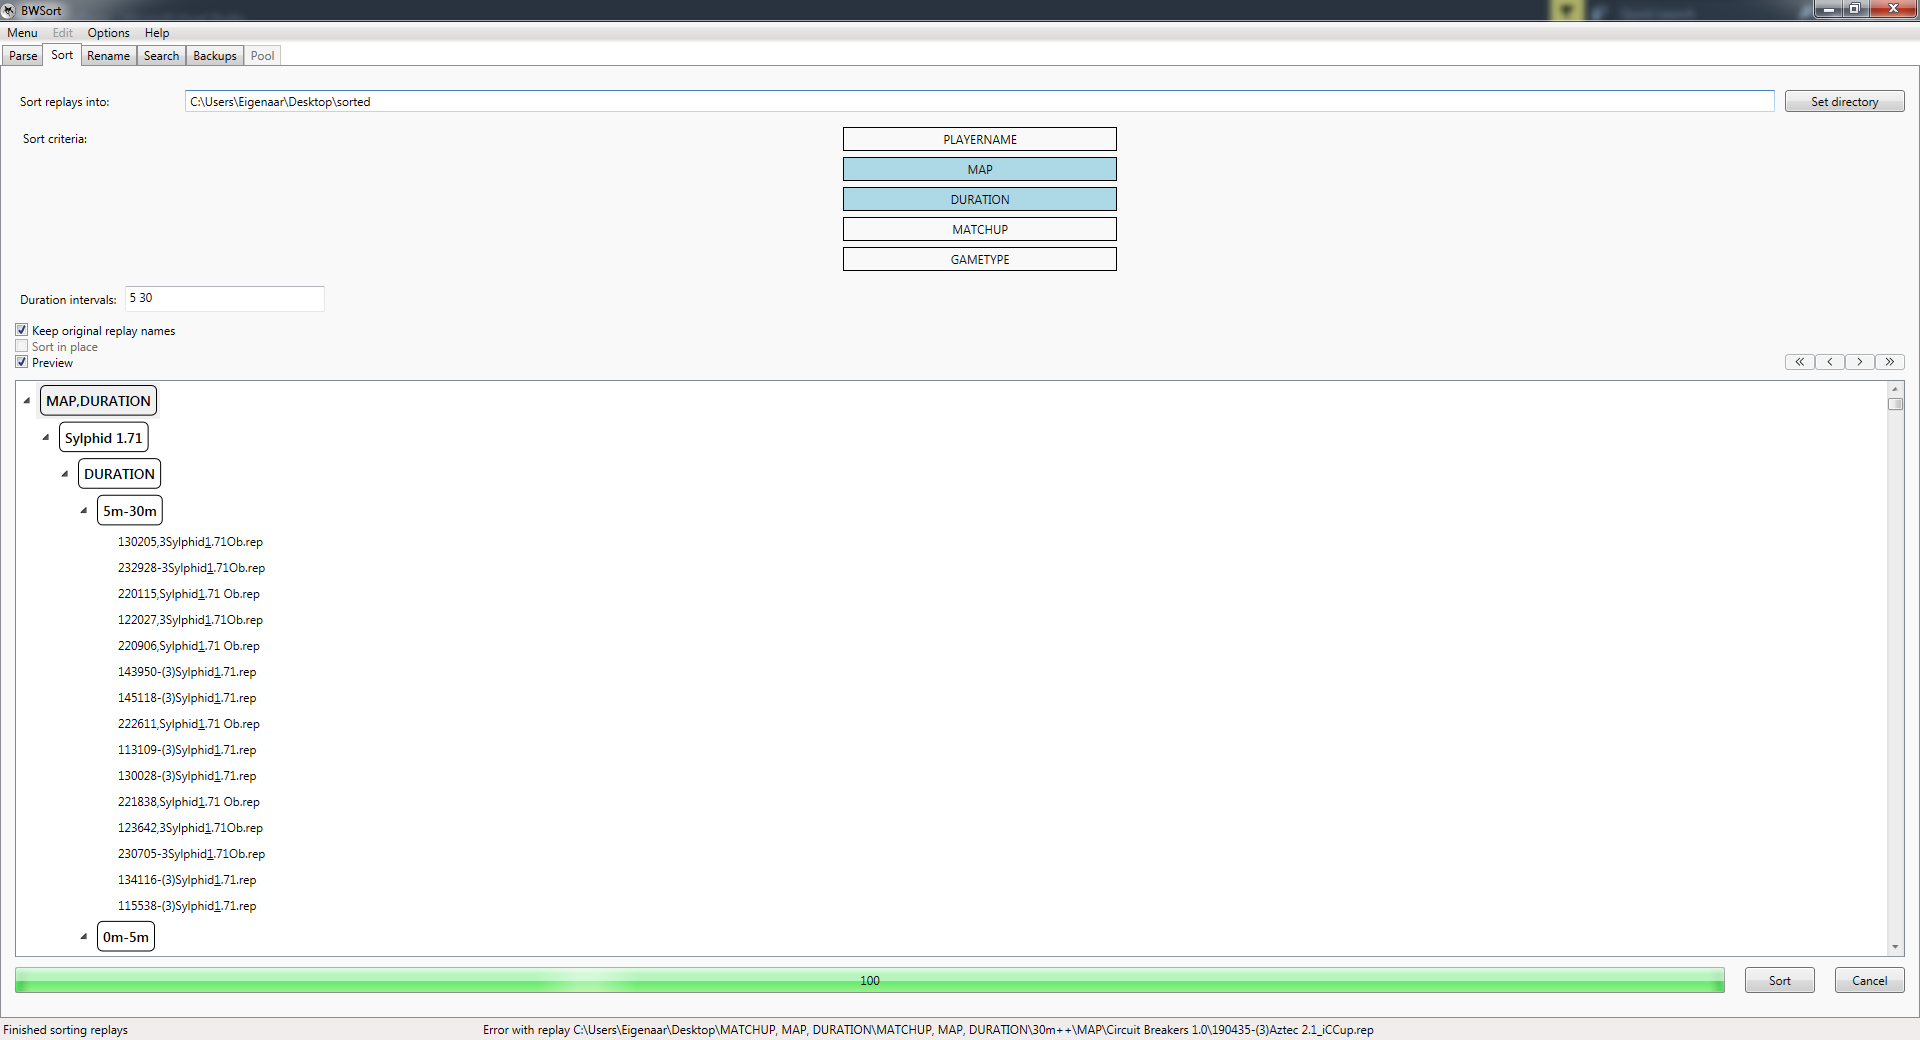 BWSort
Menu Edit Options Help
Parse Sort Rename Search Backups Pool
Sort replays into: C:\Users\Eigenaar\Desktop\sorted Set directory
Sort criteria: PLAYERNAME
MAP
DURATION
MATCHUP
GAMETYPE
Duration intervals: 5 30
Keep original replay names
Sort in place
Preview
MAP,DURATION
Sylphid 1.71
DURATION
5m-30m
130205,3Sylphid1.71Ob.rep
232928-3Sylphid1.71Ob.rep
220115,Sylphid1.71 Ob.rep
122027,3Sylphid1.71Ob.rep
220906,Sylphid1.71 Ob.rep
143950-(3)Sylphid1.71.rep
145118-(3)Sylphid1.71.rep
222611,Sylphid1.71 Ob.rep
113109-(3)Sylphid1.71.rep
130028-(3)Sylphid1.71.rep
221838,Sylphid1.71 Ob.rep
123642,3Sylphid1.71Ob.rep
230705-3Sylphid1.71Ob.rep
134116-(3)Sylphid1.71.rep
115538-(3)Sylphid1.71.rep
0m-5m
100 Sort Cancel
Finished sorting replays Error with replay C:\Users\Eigenaar\Desktop\MATCHUP, MAP, DURATION\MATCHUP, MAP, DURATION\30m++\MAP\Circuit Breakers 1.0\190435-(3)Aztec 2.1_iCCup.rep